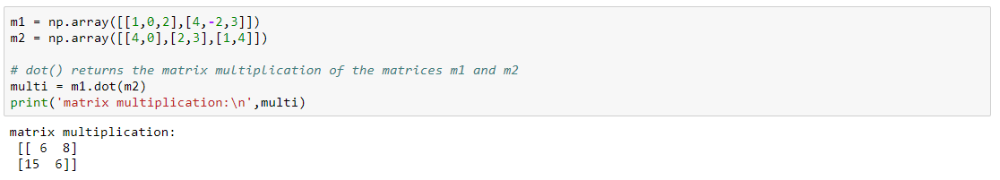 m1 = np.array([[1,0,2],[4,-2,3]])
m2 = np.array([[4,0],[2,3],[1,4]])
# dot() returns the matrix multiplication of the matrices m1 and m2
multi = m1.dot(m2)
print('matrix multiplication:\n',multi)
matrix multiplication:
[[ 6  8]
[15  6]]